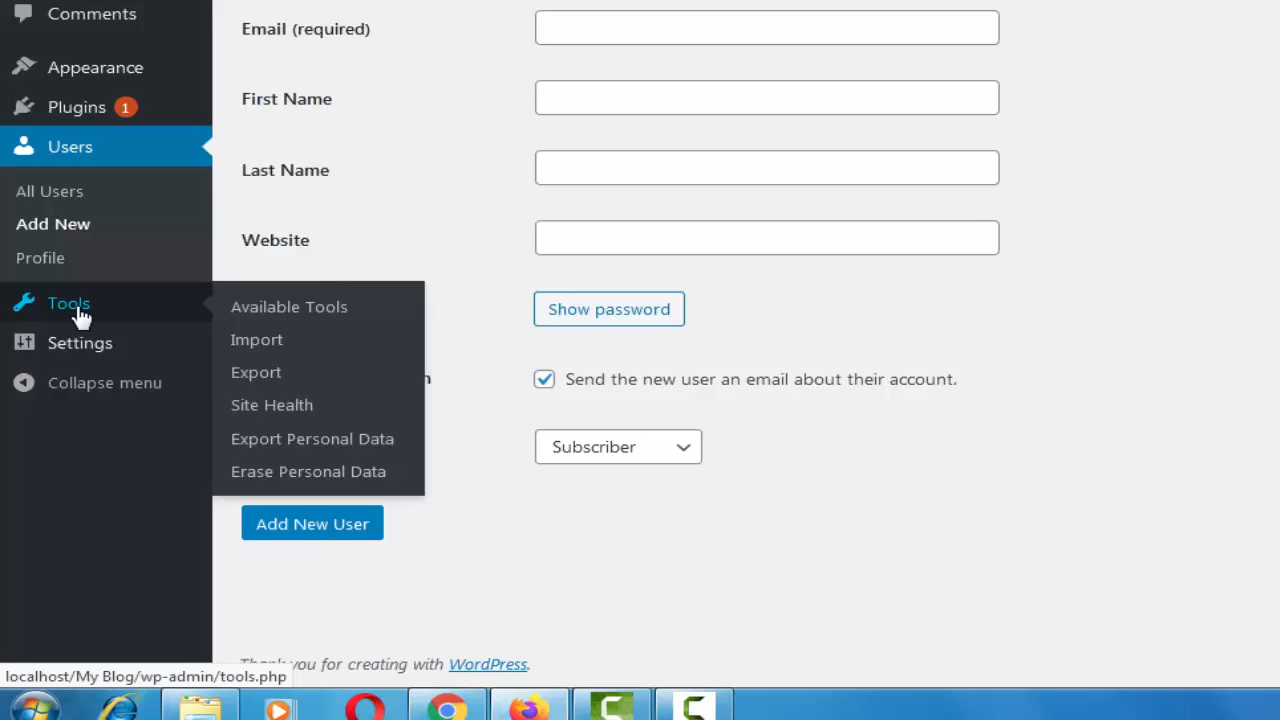 Comments
Appearance
Plugins 1
Users
All Users
Add New
Profile
Tools
Settings
Collapse menu
Available Tools
Import
Export
Site Health
Export Personal Data
Erase Personal Data
Email (required)
First Name
Last Name
Website
Show password
Send the new user an email about their account.
Subscriber
Add New User
you for creating with WordPress.
localhost/My Blog/wp-admin/tools.php